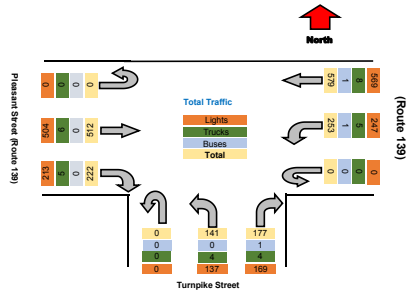 North
0 0 0 0
579 1 8 569
Total Traffic
Lights
Trucks
Buses
Total
504 6 0 512
253 1 5 247
213 5 0 222
0 0 0 0
Pleasant Street (Route 139)
(Route 139)
0 141 177
0 0 1
0 4 4
0 137 169
Turnpike Street